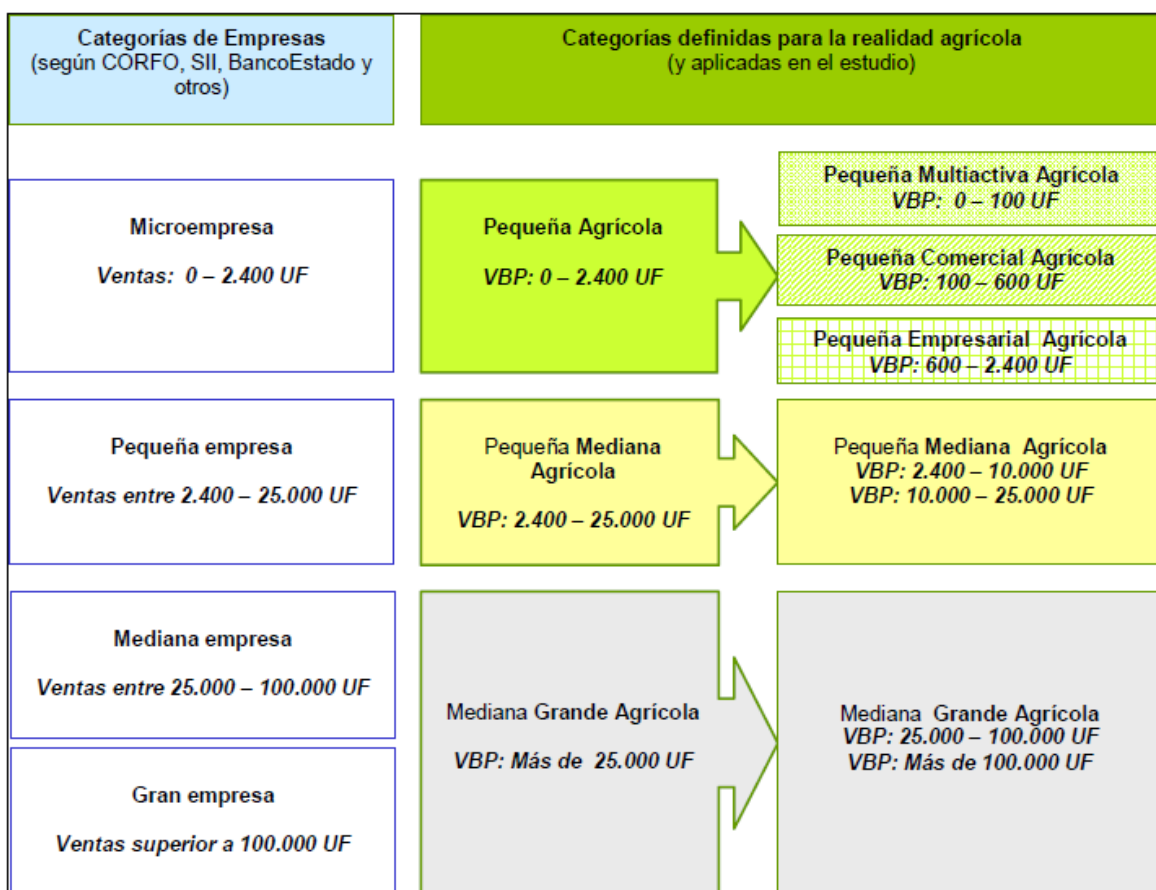 Categorías de Empresas
(según CORFO, SII, BancoEstado y
otros)
Categorías definidas para la realidad agrícola
(y aplicadas en el estudio)
Microempresa
Ventas: 0 – 2.400 UF
Pequeña Agrícola
VBP: 0 – 2.400 UF
Pequeña Multiactiva Agrícola
VBP: 0 – 100 UF
Pequeña Comercial Agrícola
VBP: 100 – 600 UF
Pequeña Empresarial Agrícola
VBP: 600 – 2.400 UF
Pequeña empresa
Ventas entre 2.400 – 25.000 UF
Pequeña Mediana
Agrícola
VBP: 2.400 – 25.000 UF
Pequeña Mediana Agrícola
VBP: 2.400 – 10.000 UF
VBP: 10.000 – 25.000 UF
Mediana empresa
Ventas entre 25.000 – 100.000 UF
Gran empresa
Ventas superior a 100.000 UF
Mediana Grande Agrícola
VBP: Más de 25.000 UF
Mediana Grande Agrícola
VBP: 25.000 – 100.000 UF
VBP: Más de 100.000 UF